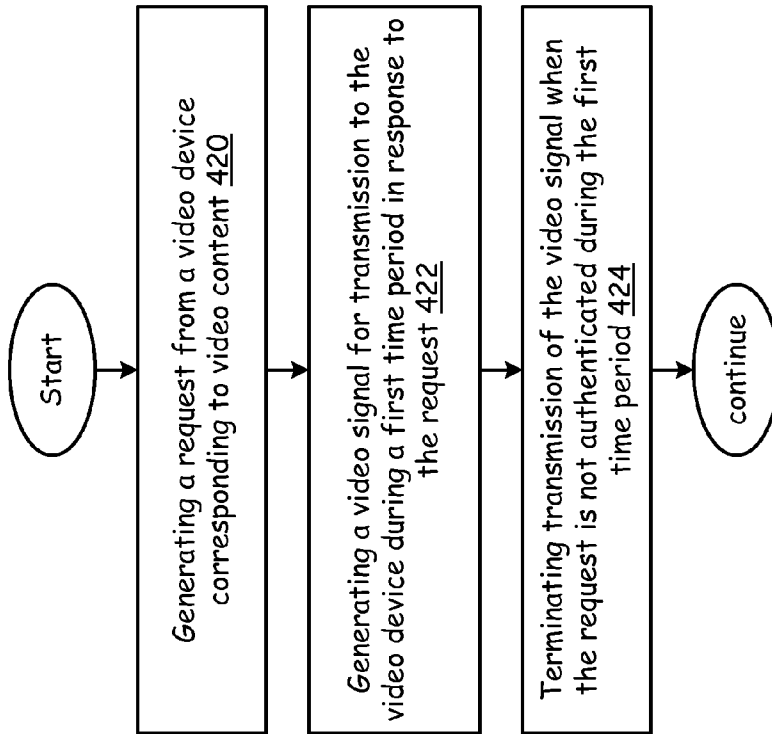 Start
Generating a request from a video device
corresponding to video content 420
Generating a video signal for transmission to the
video device during a first time period in response to
the request 422
Terminating transmission of the video signal when
the request is not authenticated during the first
time period 424
continue